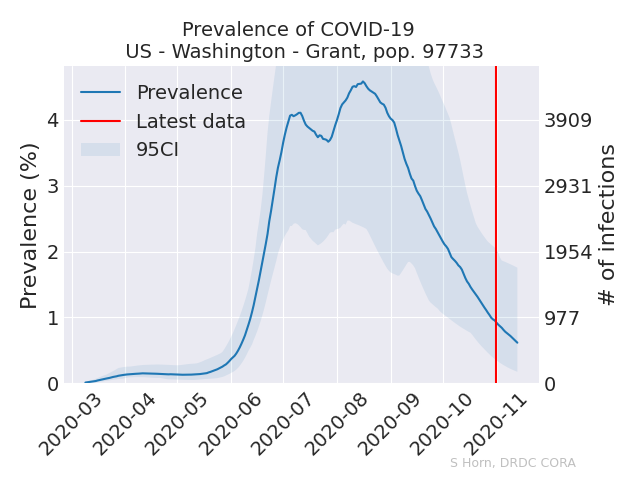 Prevalence of COVID-19
US - Washington - Grant, pop. 97733
Prevalence
Latest data
95CI
Prevalence (%)
4
3
2
1
0
3909
2931
1954
977
0
# of infections
2020-03
2020-04
2020-05
2020-06
2020-07
2020-08
2020-09
2020-10
2020-11
S Horn, DRDC CORA